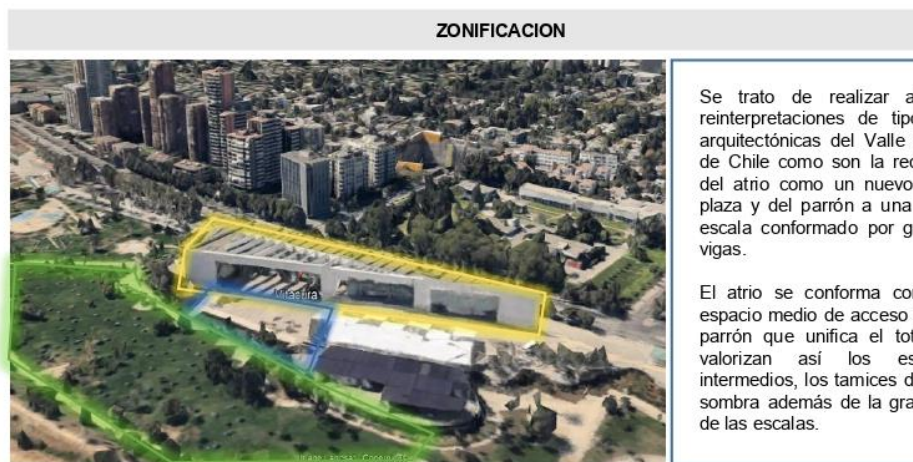 ZONIFICACION
Se trato de realizar a
reinterpretaciones de tipo
arquitectónicas del Valle
de Chile como son la rec
del atrio como un nuevo
plaza y del parrón a una
escala conformado por g
vigas.
El atrio se conforma co
espacio medio de acceso
parrón que unifica el tot
valorizan así los es
intermedios, los tamices d
sombra además de la gra
de las escalas.
Vitacura